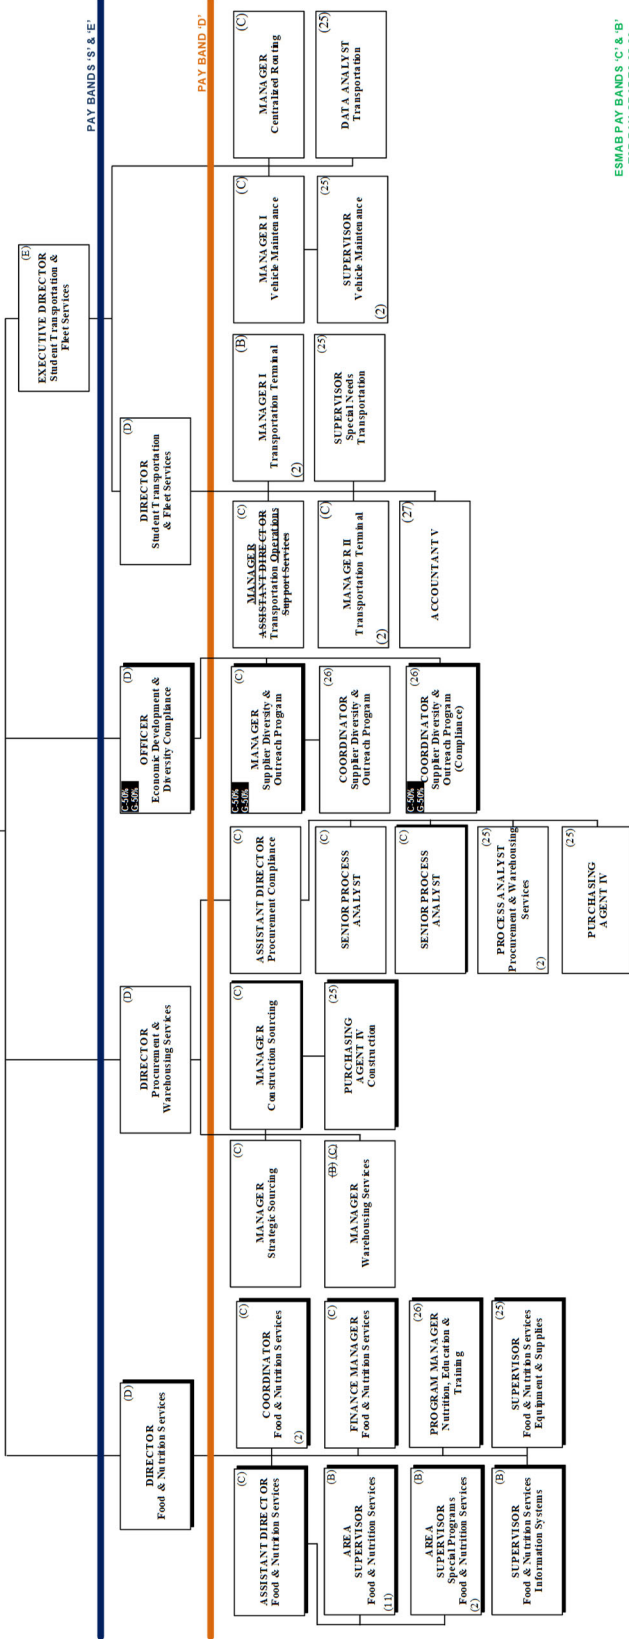 PAY BANDS 'S' & 'E'
PAY BAND 'D'
ESMAB PAY BANDS 'C' & 'B'
(E)
EXECUTIVE DIRECTOR
Student Transportation &
Fleet Services
(D)
DIRECTOR
Food & Nutrition Services
(D)
DIRECTOR
Procurement &
Warehousing Services
(D)
C-50%
G-50%
OFFICER
Economic Development &
Diversity Compliance
(D)
DIRECTOR
Student Transportation
& Fleet Services
(C)
ASSISTANT DIRECTOR
Food & Nutrition Services
(C)
COORDINATOR
Food & Nutrition Services
(2)
(B)
AREA
SUPERVISOR
Food & Nutrition Services
(11)
(C)
FINANCE MANAGER
Food & Nutrition Services
(B)
AREA
SUPERVISOR
Special Programs
Food & Nutrition Services
(2)
(26)
PROGRAM MANAGER
Nutrition, Education &
Training
(B)
SUPERVISOR
Food & Nutrition Services
Information Systems
(25)
SUPERVISOR
Food & Nutrition Services
Equipment & Supplies
(C)
MANAGER
Strategic Sourcing
(B) (C)
MANAGER
Warehousing Services
(C)
MANAGER
Construction Sourcing
(25)
PURCHASING
AGENT IV
Construction
(C)
ASSISTANT DIRECTOR
Procurement Compliance
(C)
SENIOR PROCESS
ANALYST
(C)
SENIOR PROCESS
ANALYST
(25)
PROCESS ANALYST
Procurement & Warehousing
Services
(2)
(25)
PURCHASING
AGENT IV
(C)
C-50%
G-50%
MANAGER
Supplier Diversity &
Outreach Program
(26)
COORDINATOR
Supplier Diversity &
Outreach Program
(26)
C-50%
G-50%
COORDINATOR
Supplier Diversity &
Outreach Program
(Compliance)
(C)
MANAGER
ASSISTANT DIRECTOR
Transportation Operations
Support Services
(C)
MANAGER II
Transportation Terminal
(2)
(27)
ACCOUNTANT V
(B)
MANAGER I
Transportation Terminal
(2)
(25)
SUPERVISOR
Special Needs
Transportation
(C)
MANAGER I
Vehicle Maintenance
(25)
SUPERVISOR
Vehicle Maintenance
(2)
(C)
MANAGER
Centralized Routing
(25)
DATA ANALYST
Transportation